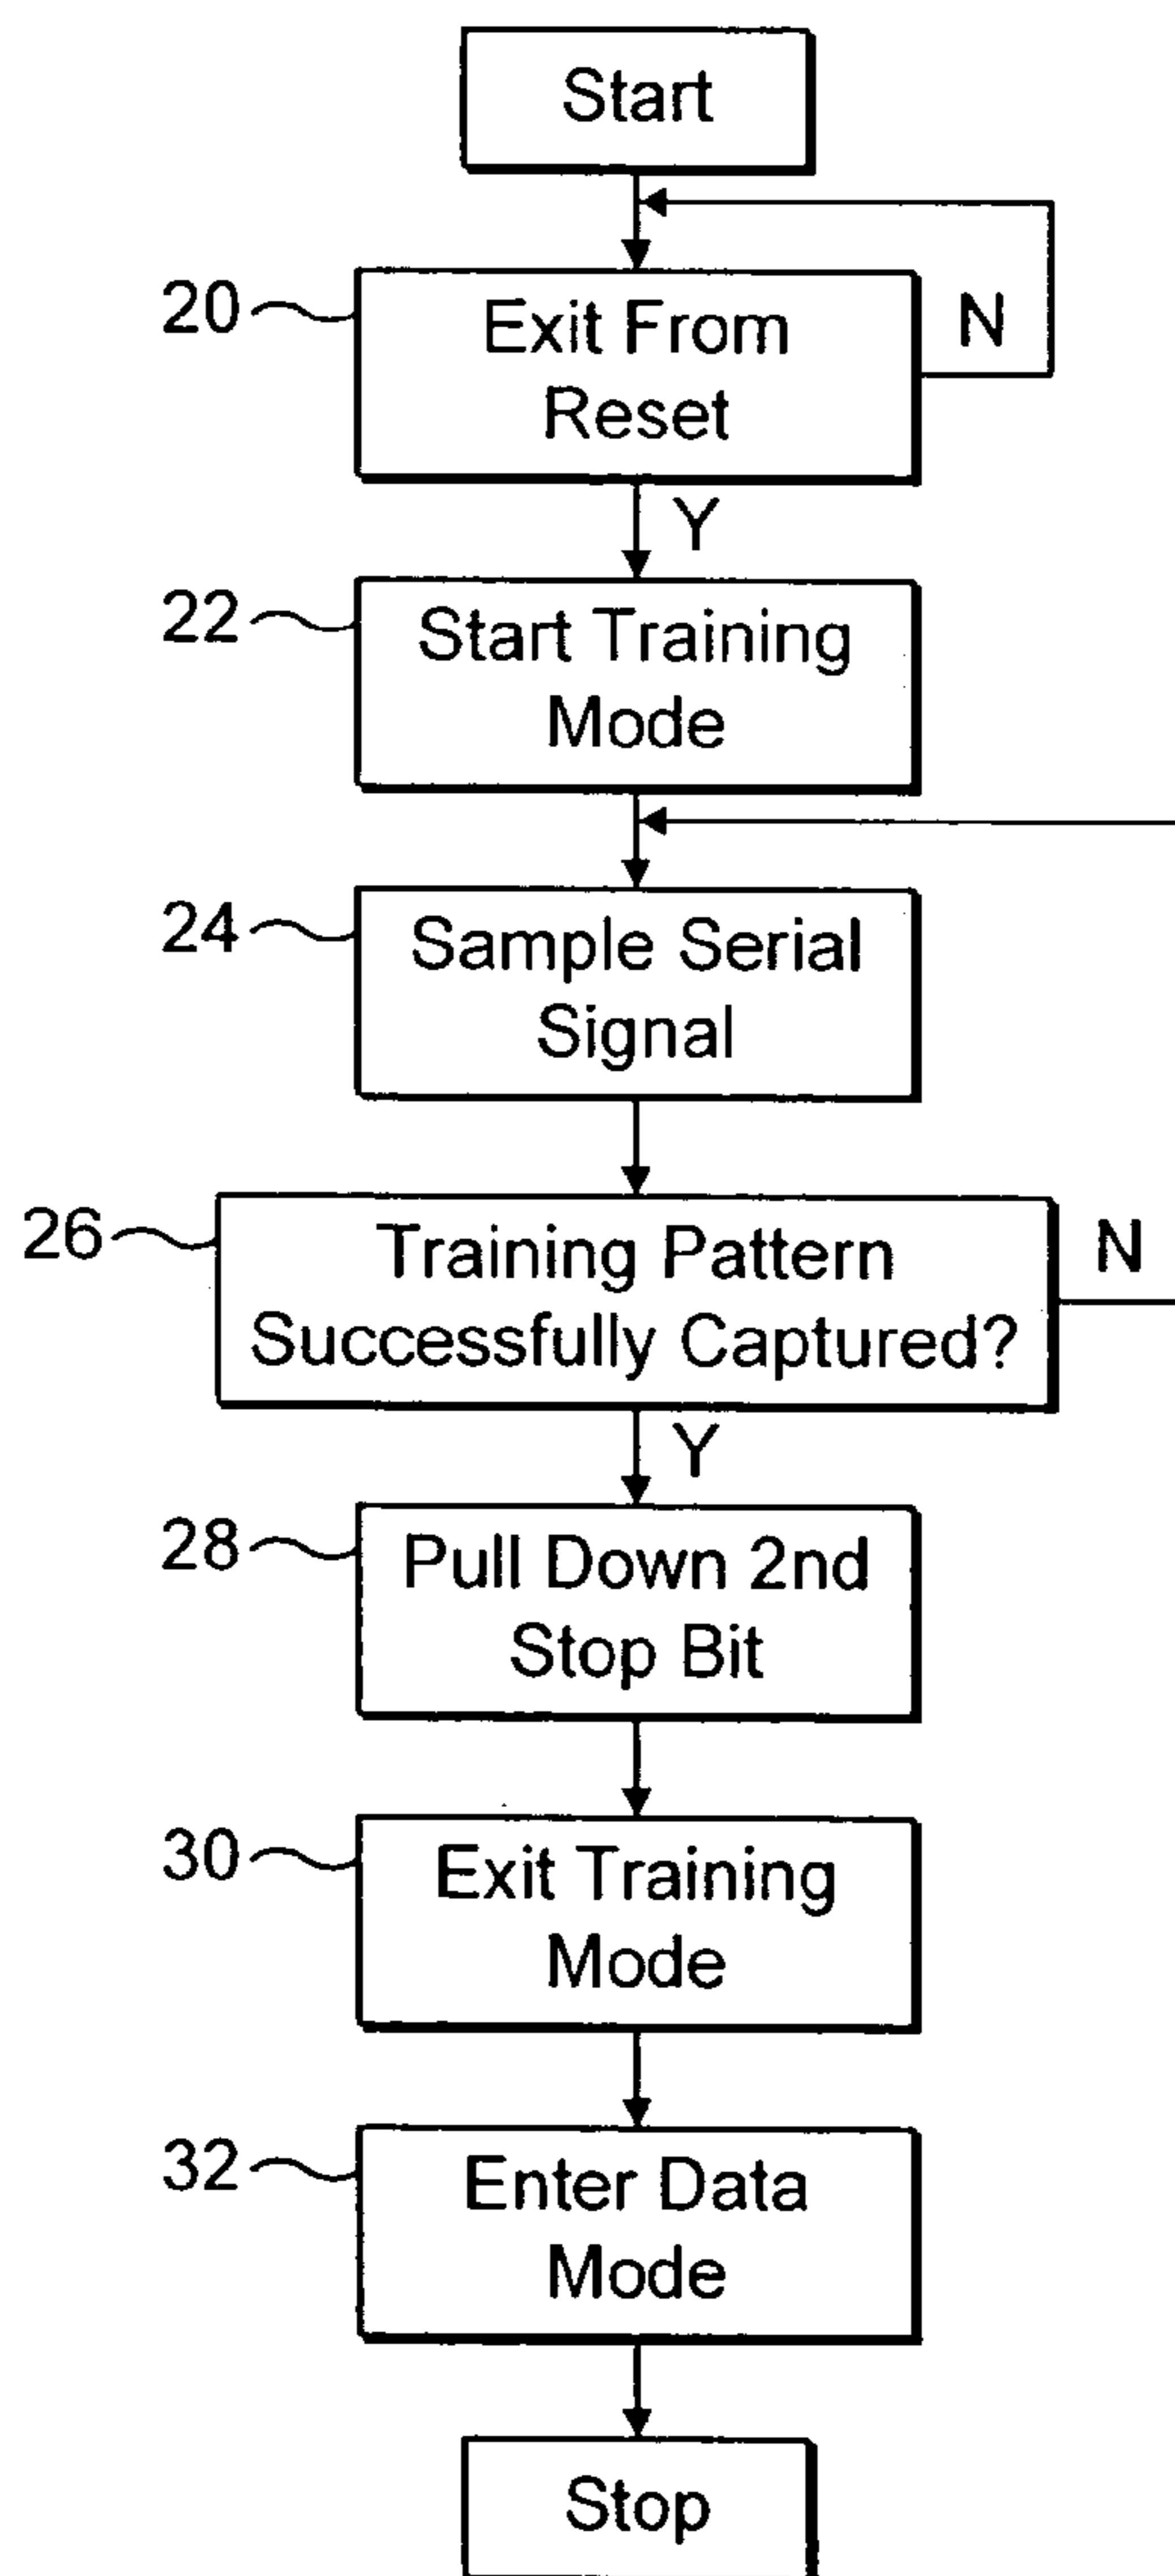 Start
20
Exit From
Reset
N
Y
22
Start Training
Mode
24
Sample Serial
Signal
26
Training Pattern
Successfully Captured?
N
Y
28
Pull Down 2nd
Stop Bit
30
Exit Training
Mode
32
Enter Data
Mode
Stop